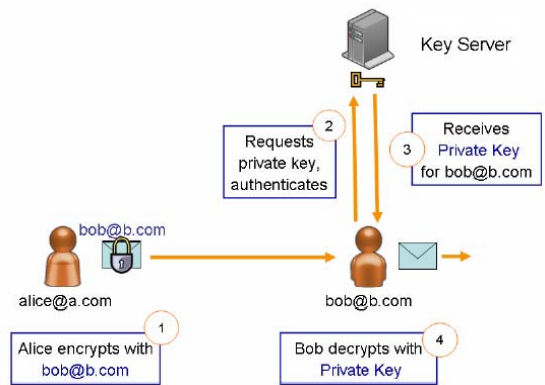 Key Server
2
Requests
private key,
authenticates
3
Receives
Private Key
for bob@b.com
bob@b.com
alice@a.com
bob@b.com
1
Alice encrypts with
bob@b.com
4
Bob decrypts with
Private Key